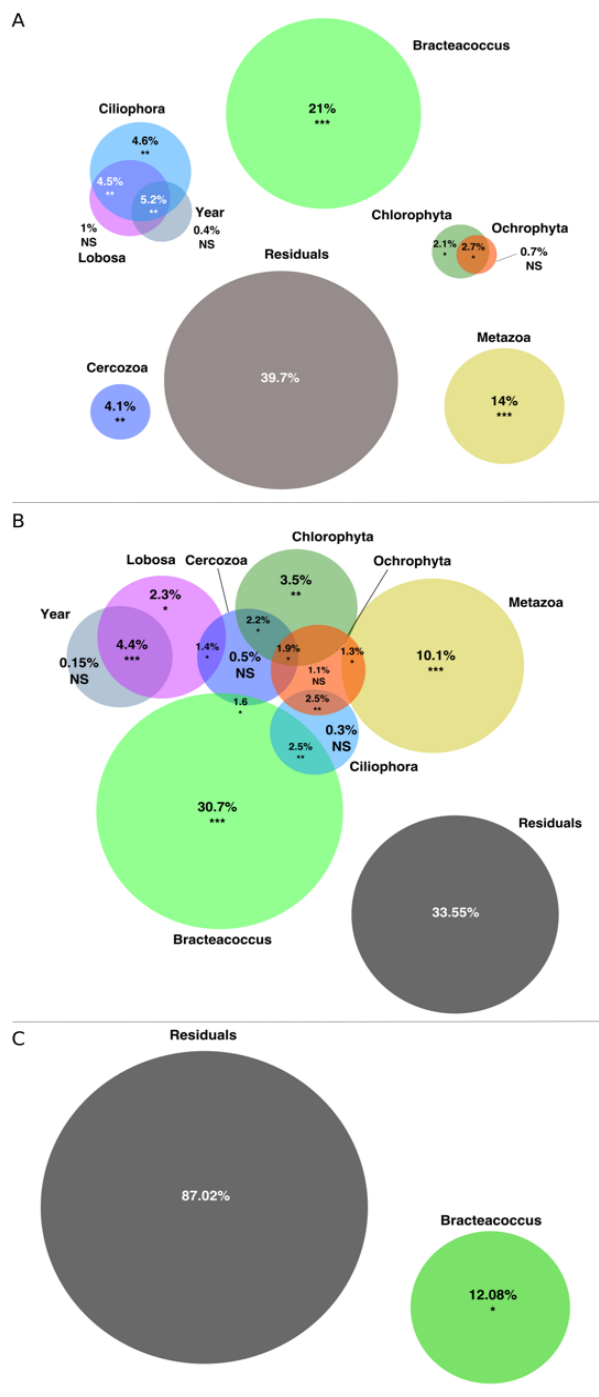 A
Bracteacoccus
21%
***
Ciliophora
4.6%
**
4.5%
**
5.2%
**
Year
0.4%
NS
1%
NS
Lobosa
Chlorophyta
Ochrophyta
2.1%
*
2.7%
*
0.7%
NS
Residuals
39.7%
Metazoa
14%
***
Cercozoa
4.1%
**
B
Chlorophyta
Lobosa
Cercozoa
Ochrophyta
3.5%
**
2.3%
*
Metazoa
Year
2.2%
*
4.4%
***
1.4%
*
1.9%
*
1.3%
*
0.15%
NS
0.5%
NS
1.1%
NS
10.1%
***
1.6
*
2.5%
**
0.3%
NS
2.5%
**
Ciliophora
30.7%
***
Residuals
33.55%
Bracteacoccus
C
Residuals
87.02%
Bracteacoccus
12.08%
*